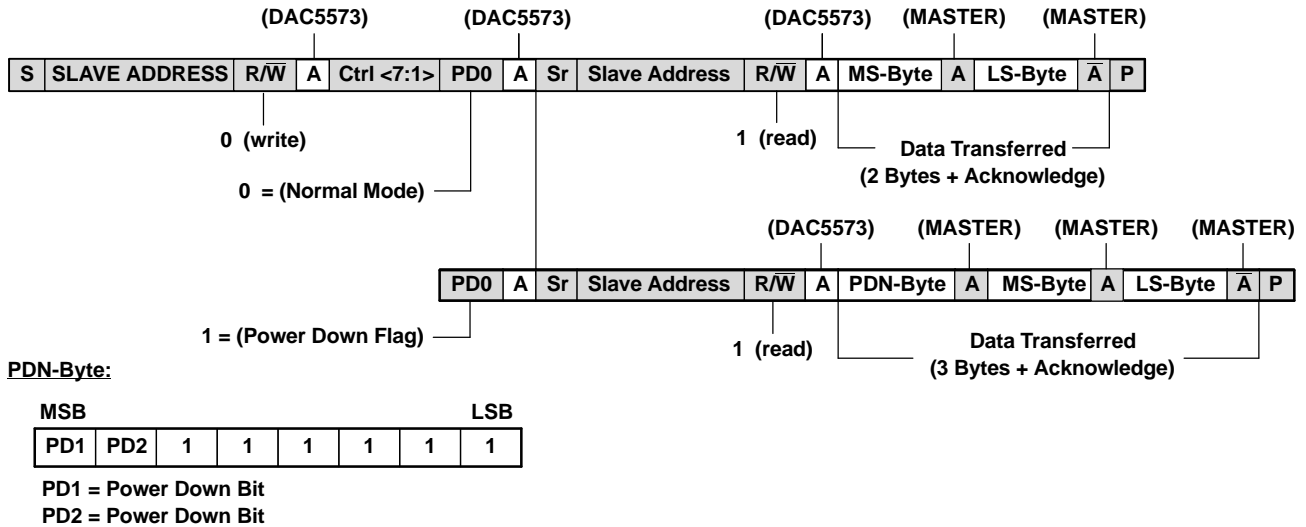 (DAC5573) (DAC5573) (DAC5573) (MASTER) (MASTER)
S SLAVE ADDRESS R/W̅ A Ctrl <7:1> PD0 A Sr Slave Address R/W̅ A MS-Byte A LS-Byte A̅ P
0 (write) 1 (read) Data Transferred
(2 Bytes + Acknowledge)
0 = (Normal Mode)
(DAC5573) (MASTER) (MASTER) (MASTER)
PD0 A Sr Slave Address R/W̅ A PDN-Byte A MS-Byte A LS-Byte A̅ P
1 = (Power Down Flag) 1 (read) Data Transferred
(3 Bytes + Acknowledge)
PDN-Byte:
MSB LSB
PD1 PD2 1 1 1 1 1 1
PD1 = Power Down Bit
PD2 = Power Down Bit